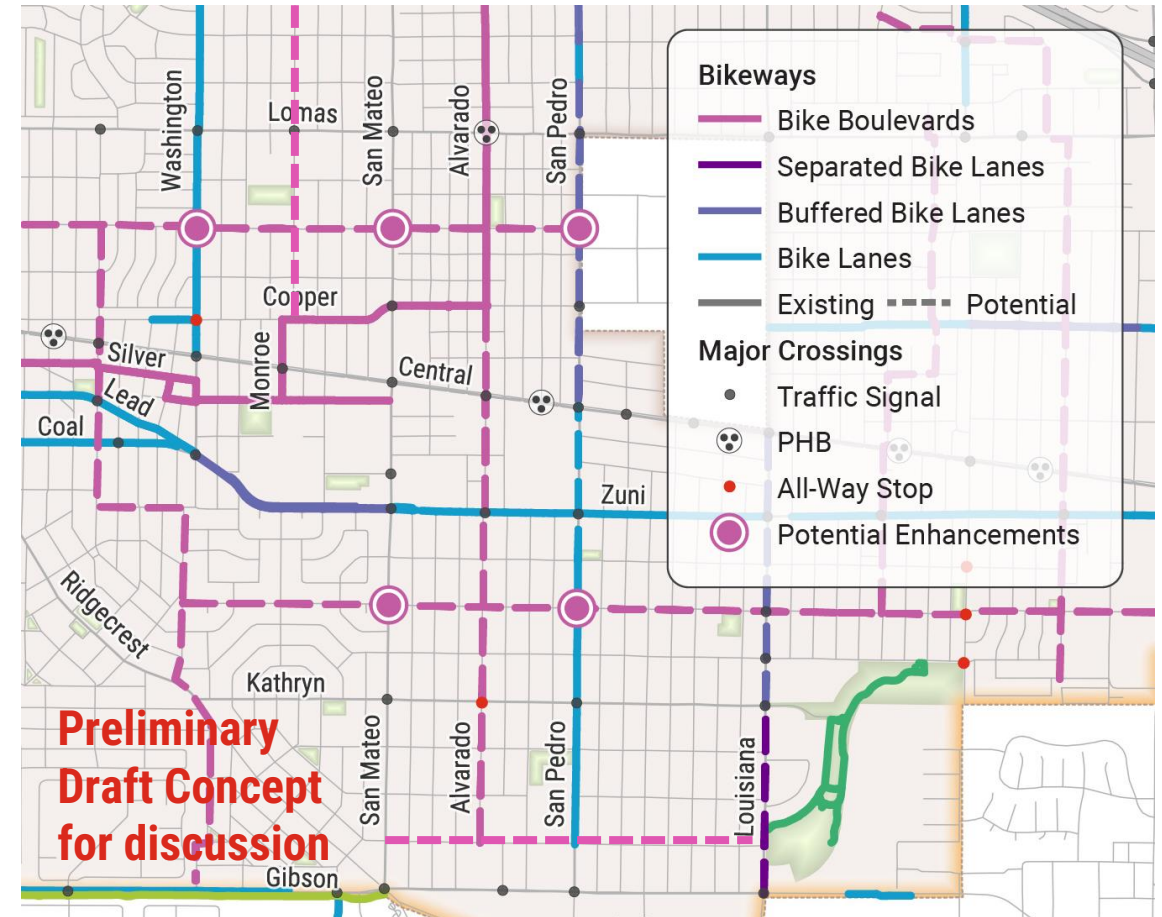 Washington
Lomas
San Mateo
Alvarado
San Pedro
Bikeways
Bike Boulevards
Separated Bike Lanes
Buffered Bike Lanes
Bike Lanes
Existing
Potential
Major Crossings
Traffic Signal
PHB
All-Way Stop
Potential Enhancements
Copper
Silver
Monroe
Central
Lead
Coal
Zuni
Ridgecrest
Kathryn
Preliminary
Draft Concept
for discussion
San Mateo
Alvarado
San Pedro
Louisiana
Gibson